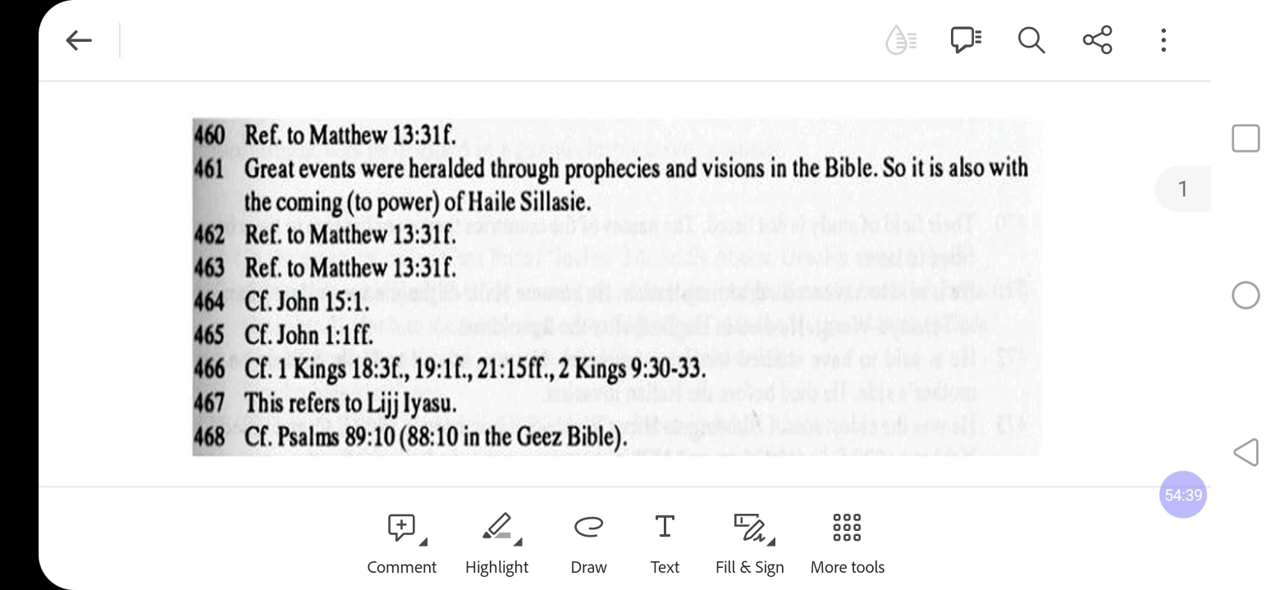 1
460 Ref. to Matthew 13:31f.
461 Great events were heralded through prophecies and visions in the Bible. So it is also with
the coming (to power) of Haile Sillasie.
462 Ref. to Matthew 13:31f.
463 Ref. to Matthew 13:31f.
464 Cf. John 15:1.
465 Cf. John 1:1ff.
466 Cf. 1 Kings 18:3f., 19:1f., 21:15ff., 2 Kings 9:30-33.
467 This refers to Lijj Iyasu.
468 Cf. Psalms 89:10 (88:10 in the Geez Bible).
54:39
Comment Highlight Draw Text Fill & Sign More tools